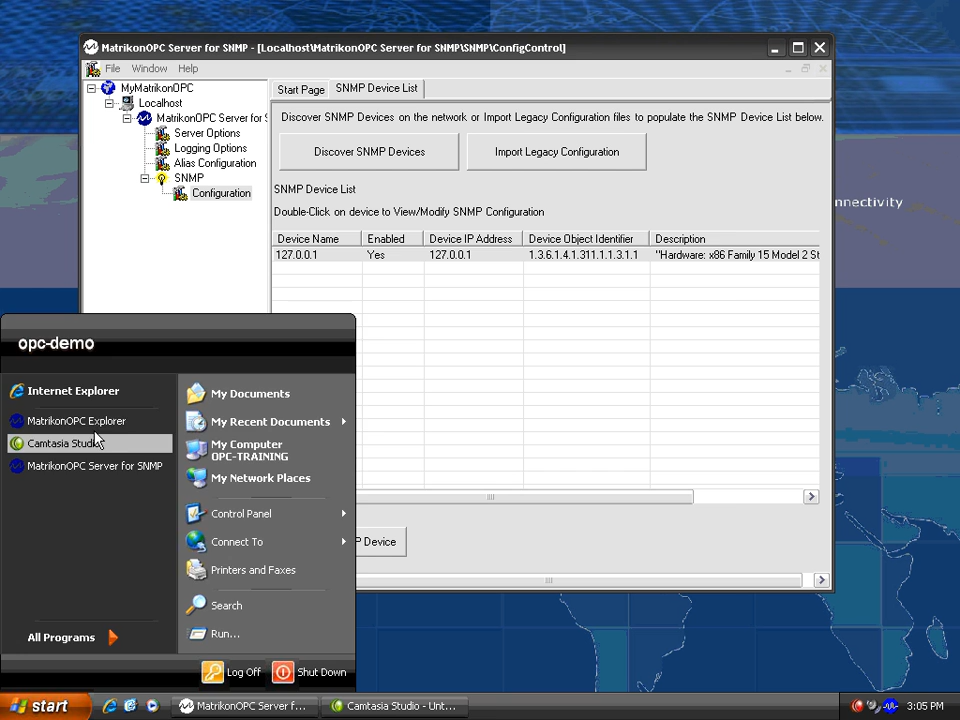 MatrikonOPC Server for SNMP - [Localhost\MatrikonOPC Server for SNMP\SNMP\ConfigControl]
File Window Help
MyMatrikonOPC
Localhost
MatrikonOPC Server for S
Server Options
Logging Options
Alias Configuration
SNMP
Configuration
Start Page SNMP Device List
Discover SNMP Devices on the network or Import Legacy Configuration files to populate the SNMP Device List below.
Discover SNMP Devices Import Legacy Configuration
SNMP Device List
Double-Click on device to View/Modify SNMP Configuration
Device Name Enabled Device IP Address Device Object Identifier Description
127.0.0.1 Yes 127.0.0.1 1.3.6.1.4.1.311.1.1.3.1.1 "Hardware: x86 Family 15 Model 2 St
P Device
nnectivity
opc-demo
Internet Explorer
MatrikonOPC Explorer
Camtasia Studio
MatrikonOPC Server for SNMP
All Programs
My Documents
My Recent Documents
My Computer
OPC-TRAINING
My Network Places
Control Panel
Connect To
Printers and Faxes
Search
Run...
Log Off Shut Down
start MatrikonOPC Server f... Camtasia Studio - Unt... 3:05 PM